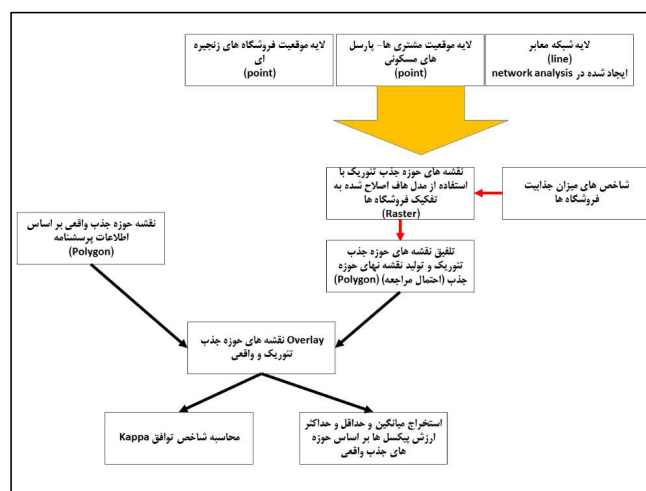 لایه موقعیت فروشگاه های زنجیره
ای
(point)
لایه موقعیت مشتری ها- پارسل
های مسکونی
(point)
لایه شبکه معابر
(line)
ایجاد شده در network analysis
نقشه های حوزه جذب تئوریک با
استفاده از مدل هاف اصلاح شده به
تفکیک فروشگاه ها
(Raster)
شاخص های میزان جذابیت
فروشگاه ها
نقشه حوزه جذب واقعی بر اساس
اطلاعات پرسشنامه
(Polygon)
تلفیق نقشه های حوزه جذب
تئوریک و تولید نقشه نهای حوزه
جذب (احتمال مراجعه) (Polygon)
Overlay نقشه های حوزه جذب
تئوریک و واقعی
محاسبه شاخص توافق Kappa
استخراج میانگین و حداقل و حداکثر
ارزش پیکسل ها بر اساس حوزه
های جذب واقعی